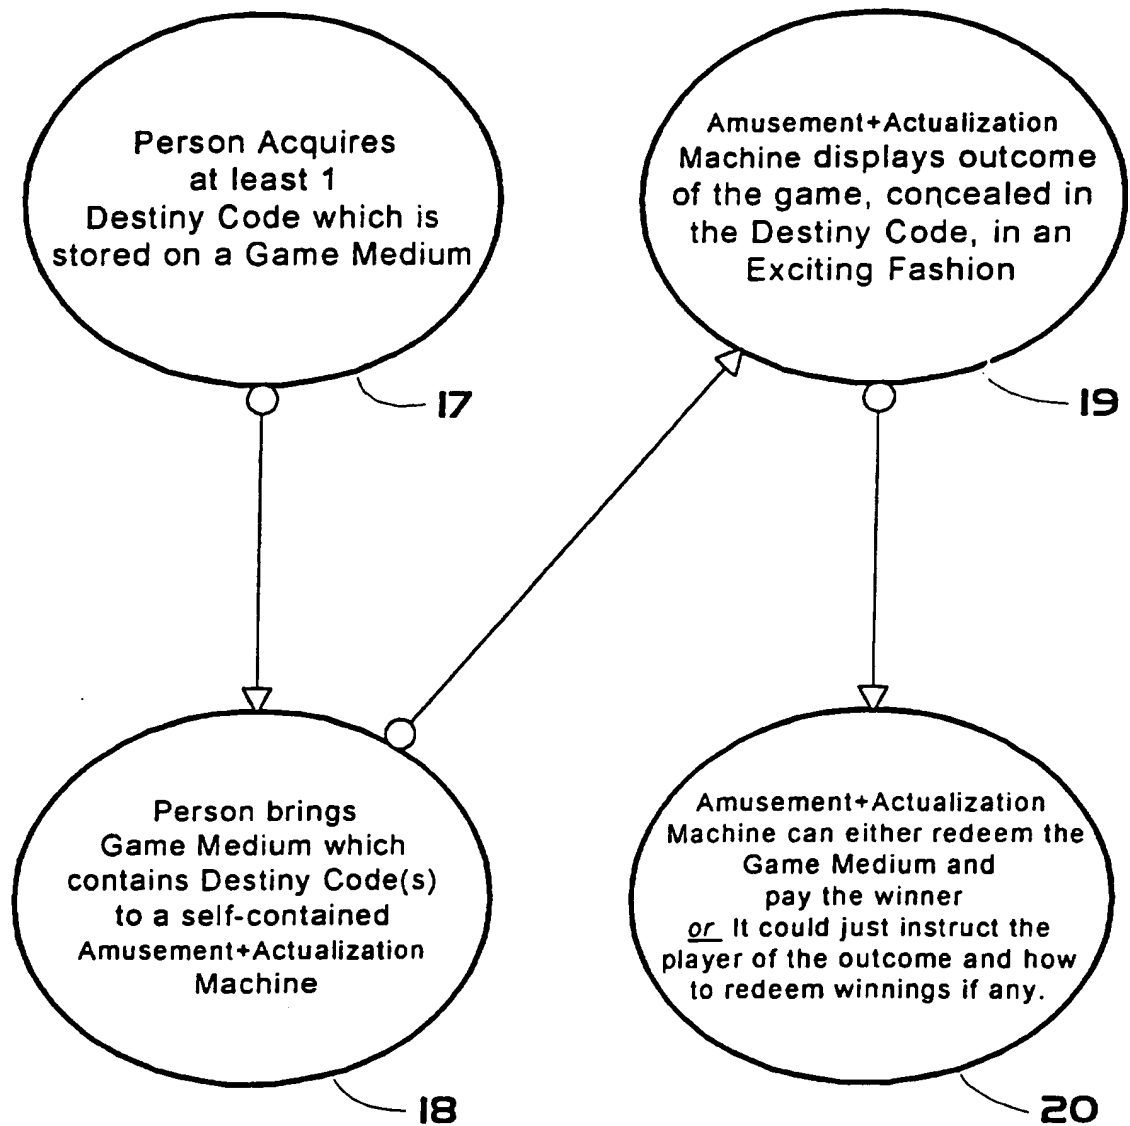 Person Acquires
at least 1
Destiny Code which is
stored on a Game Medium
17
Person brings
Game Medium which
contains Destiny Code(s)
to a self-contained
Amusement+Actualization
Machine
18
Amusement+Actualization
Machine displays outcome
of the game, concealed in
the Destiny Code, in an
Exciting Fashion
19
Amusement+Actualization
Machine can either redeem the
Game Medium and
pay the winner
or It could just instruct the
player of the outcome and how
to redeem winnings if any.
20